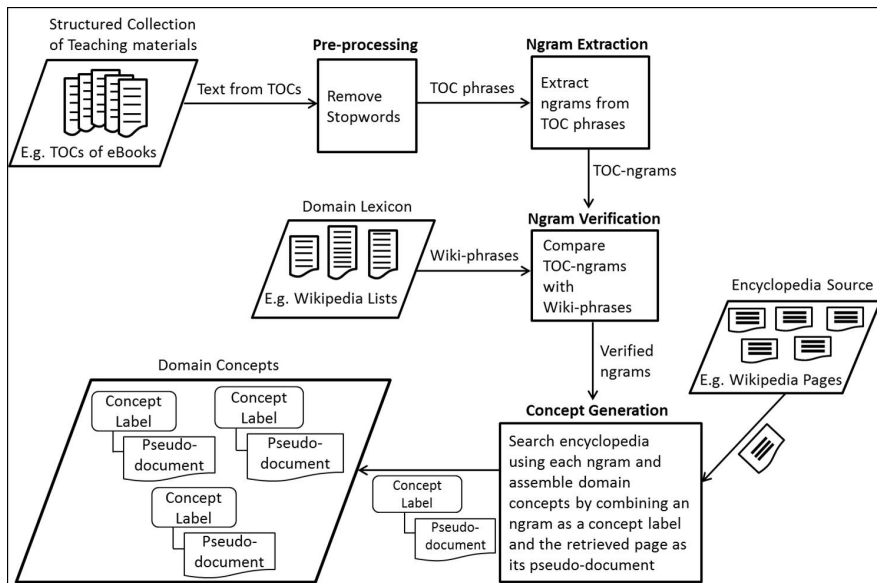 Structured Collection
of Teaching materials
E.g. TOCs of eBooks
Text from TOCs
Pre-processing
Remove
Stopwords
TOC phrases
Ngram Extraction
Extract
ngrams from
TOC phrases
TOC-ngrams
Domain Lexicon
E.g. Wikipedia Lists
Wiki-phrases
Ngram Verification
Compare
TOC-ngrams
with
Wiki-phrases
Encyclopedia Source
E.g. Wikipedia Pages
Verified
ngrams
Concept Generation
Search encyclopedia
using each ngram and
assemble domain
concepts by combining an
ngram as a concept label
and the retrieved page as
its pseudo-document
Domain Concepts
Concept
Label
Pseudo-
document
Concept
Label
Pseudo-
document
Concept
Label
Pseudo-
document
Concept
Label
Pseudo-
document